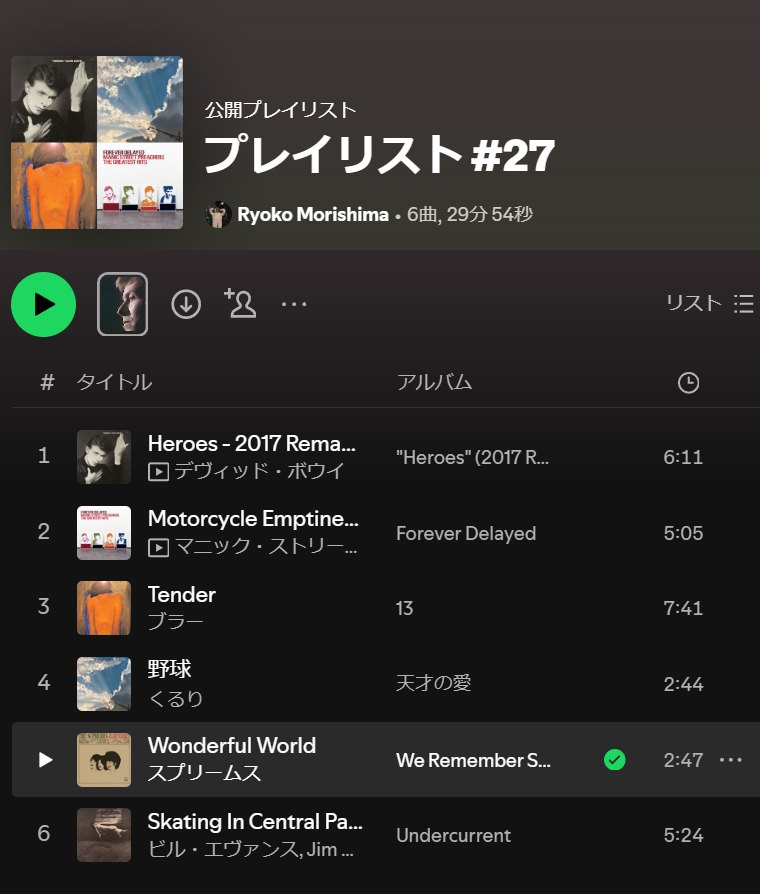 FOREVER DELAYED
MANIC STREET PREACHERS
THE GREATEST HITS
公開プレイリスト
プレイリスト #27
Ryoko Morishima • 6曲, 29分 54秒
リスト
# タイトル アルバム
1 Heroes - 2017 Rema... "Heroes" (2017 R... 6:11
デヴィッド・ボウイ
2 Motorcycle Emptine... Forever Delayed 5:05
マニック・ストリー...
3 Tender 13 7:41
ブラー
4 野球 天才の愛 2:44
くるり
Wonderful World We Remember S... 2:47
スプリームス
6 Skating In Central Pa... Undercurrent 5:24
ビル・エヴァンス, Jim ...